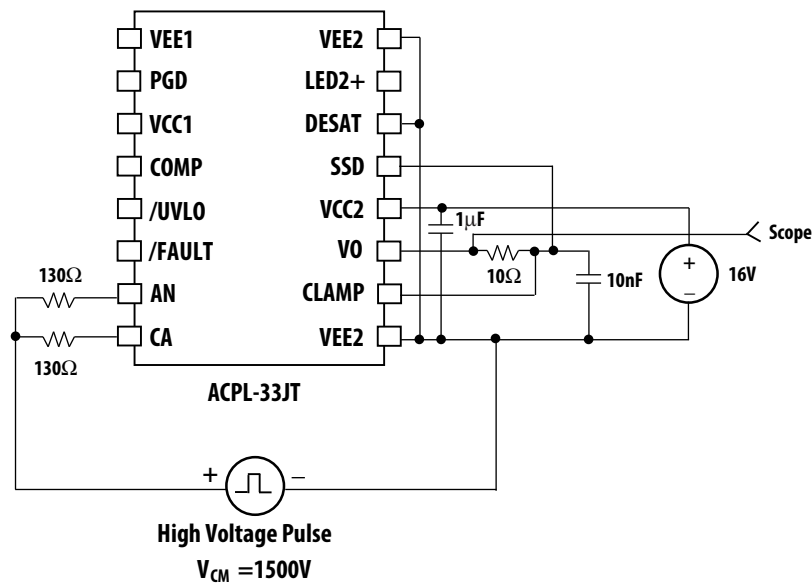 VEE1
VEE2
PGD
LED2+
VCC1
DESAT
COMP
SSD
/UVLO
VCC2
1μF
/FAULT
VO
Scope
10Ω
10nF
+
−
16V
130Ω
AN
CLAMP
CA
VEE2
130Ω
ACPL-33JT
+
−
High Voltage Pulse
VCM =1500V